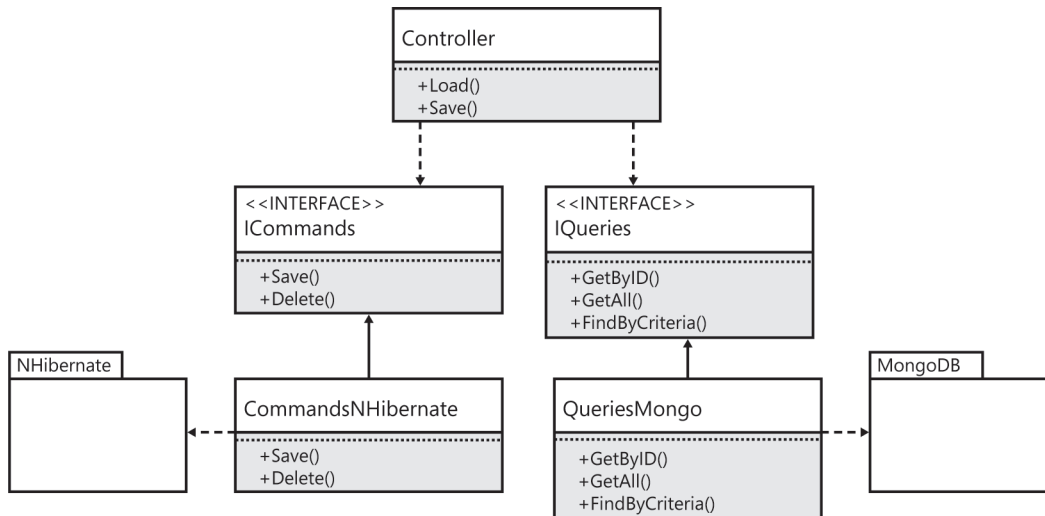 Controller
+Load()
+Save()
<<INTERFACE>>
ICommands
+Save()
+Delete()
<<INTERFACE>>
IQueries
+GetByID()
+GetAll()
+FindByCriteria()
NHibernate
CommandsNHibernate
+Save()
+Delete()
QueriesMongo
+GetByID()
+GetAll()
+FindByCriteria()
MongoDB